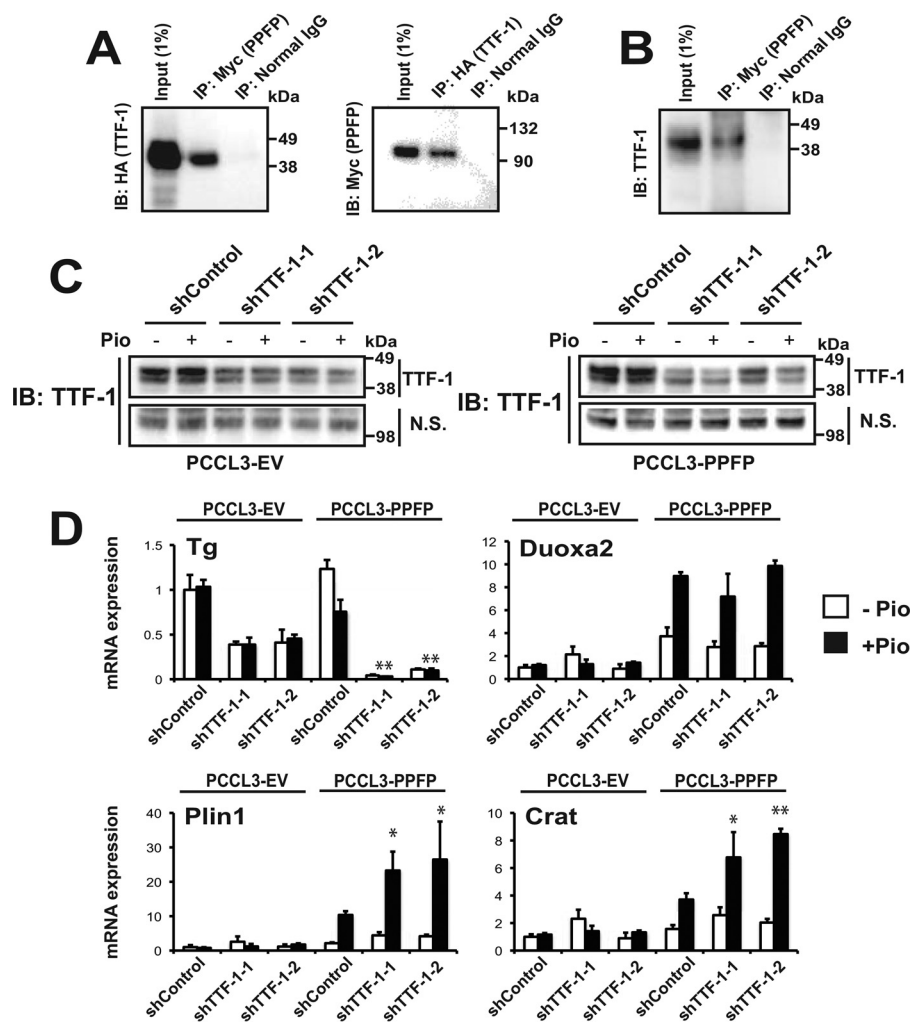 A
Input (1%)
IP: Myc (PPFP)
IP: Normal IgG
kDa
IB: HA (TTF-1)
49
38
Input (1%)
IP: HA (TTF-1)
IP: Normal IgG
kDa
IB: Myc (PPFP)
132
90
B
Input (1%)
IP: Myc (PPFP)
IP: Normal IgG
kDa
IB: TTF-1
49
38
C
shControl
shTTF-1-1
shTTF-1-2
Pio - + - + - + kDa
IB: TTF-1
49
38
TTF-1
98
N.S.
PCCL3-EV
shControl
shTTF-1-1
shTTF-1-2
Pio - + - + - + kDa
IB: TTF-1
49
38
TTF-1
98
N.S.
PCCL3-PPFP
D
PCCL3-EV PCCL3-PPFP
Tg
mRNA expression
1.5
1
0.5
0
** **
shControl
shTTF-1-1
shTTF-1-2
shControl
shTTF-1-1
shTTF-1-2
PCCL3-EV PCCL3-PPFP
Duoxa2
12
10
8
6
4
2
0
shControl
shTTF-1-1
shTTF-1-2
shControl
shTTF-1-1
shTTF-1-2
- Pio
+Pio
PCCL3-EV PCCL3-PPFP
Plin1
mRNA expression
40
30
20
10
0
* *
shControl
shTTF-1-1
shTTF-1-2
shControl
shTTF-1-1
shTTF-1-2
PCCL3-EV PCCL3-PPFP
Crat
10
8
6
4
2
0
* **
shControl
shTTF-1-1
shTTF-1-2
shControl
shTTF-1-1
shTTF-1-2